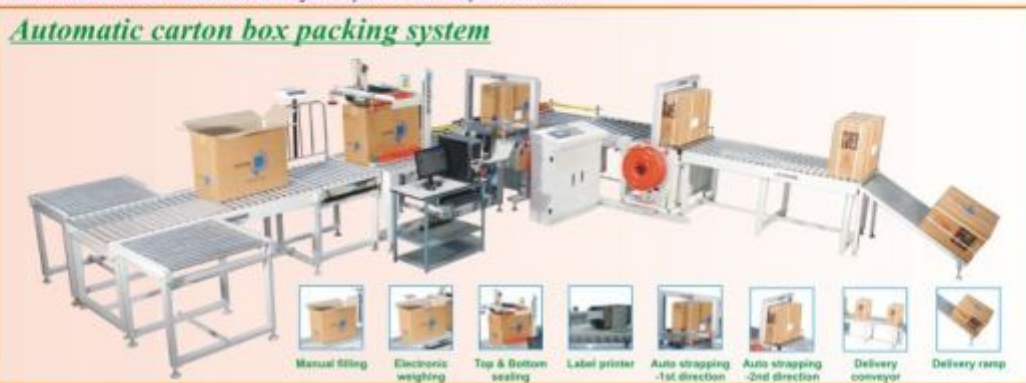 Automatic carton box packing system
Manual filling
Electronic
weighing
Top & Bottom
sealing
Label printer
Auto strapping
-1st direction
Auto strapping
-2nd direction
Delivery
conveyor
Delivery ramp